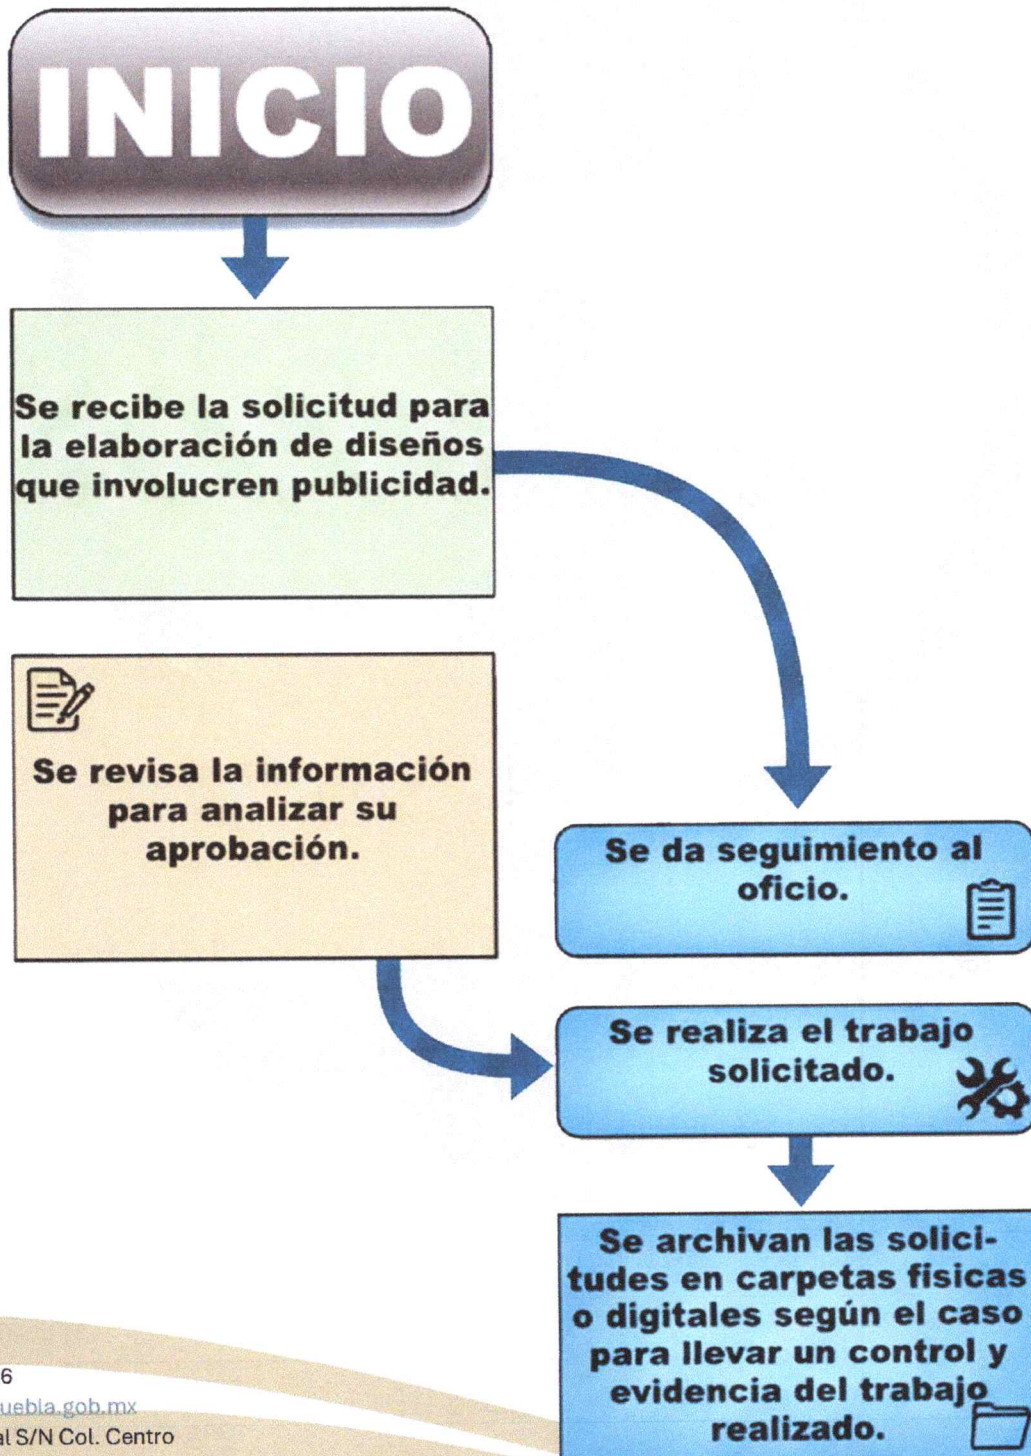 INICIO
Se recibe la solicitud para
la elaboración de diseños
que involucren publicidad.
Se revisa la información
para analizar su
aprobación.
Se da seguimiento al
oficio.
Se realiza el trabajo
solicitado.
Se archivan las solici-
tudes en carpetas físicas
o digitales según el caso
para llevar un control y
evidencia del trabajo
realizado.
6
uebla.gob.mx
al S/N Col. Centro